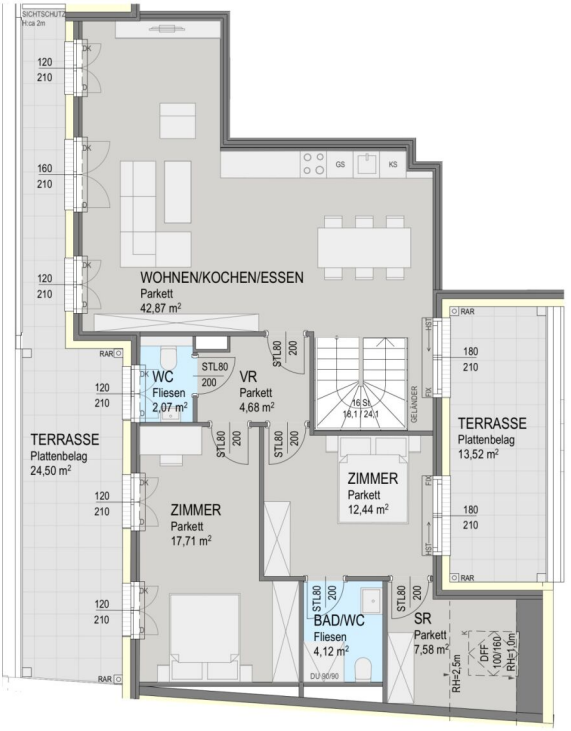 SICHTSCHUTZ
H:ca 2m
DK
120
210
DK
160
210
DK
120
210
DK
GS
KS
WOHNEN/KOCHEN/ESSEN
Parkett
42,87 m²
RAR
HST
180
210
FIX
RAR
STL80
200
STL80
200
WC
Fliesen
2,07 m²
DK
120
210
VR
Parkett
4,68 m²
16 St
18,1 / 24,1
GELÄNDER
TERRASSE
Plattenbelag
24,50 m²
TERRASSE
Plattenbelag
13,52 m²
STL80
200
STL80
200
ZIMMER
Parkett
12,44 m²
FIX
180
210
HST
DK
120
210
ZIMMER
Parkett
17,71 m²
RAR
DK
120
210
STL80
200
STL80
200
BAD/WC
Fliesen
4,12 m²
DU 90/90
SR
Parkett
7,58 m²
RH=2,5m
DFF
100/160
RH=1,0m
RAR